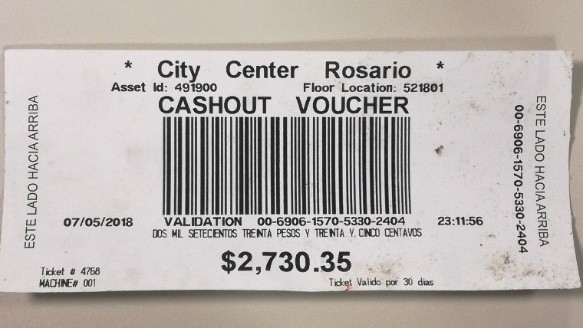 * City Center Rosario *
Asset Id: 491900 Floor Location: 521801
CASHOUT VOUCHER
ESTE LADO HACIA ARRIBA
07/05/2018 VALIDATION 00-6906-1570-5330-2404 23:11:56
DOS MIL SETECIENTOS TREINTA PESOS Y TREINTA Y CINCO CENTAVOS
$2,730.35
Ticket # 4758
MACHINE# 001
Ticket Valido por 30 dias
00-6906-1570-5330-2404
ESTE LADO HACIA ARRIBA